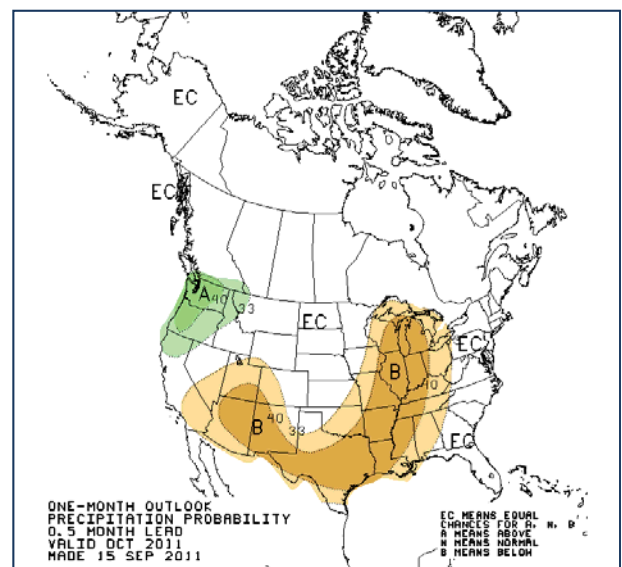 EC
EC
A 40
33
EC
EC
B
40
B 40
33
EC
ONE-MONTH OUTLOOK
PRECIPITATION PROBABILITY
0.5 MONTH LEAD
VALID OCT 2011
MADE 15 SEP 2011
EC MEANS EQUAL
CHANCES FOR A, N, B
A MEANS ABOVE
N MEANS NORMAL
B MEANS BELOW